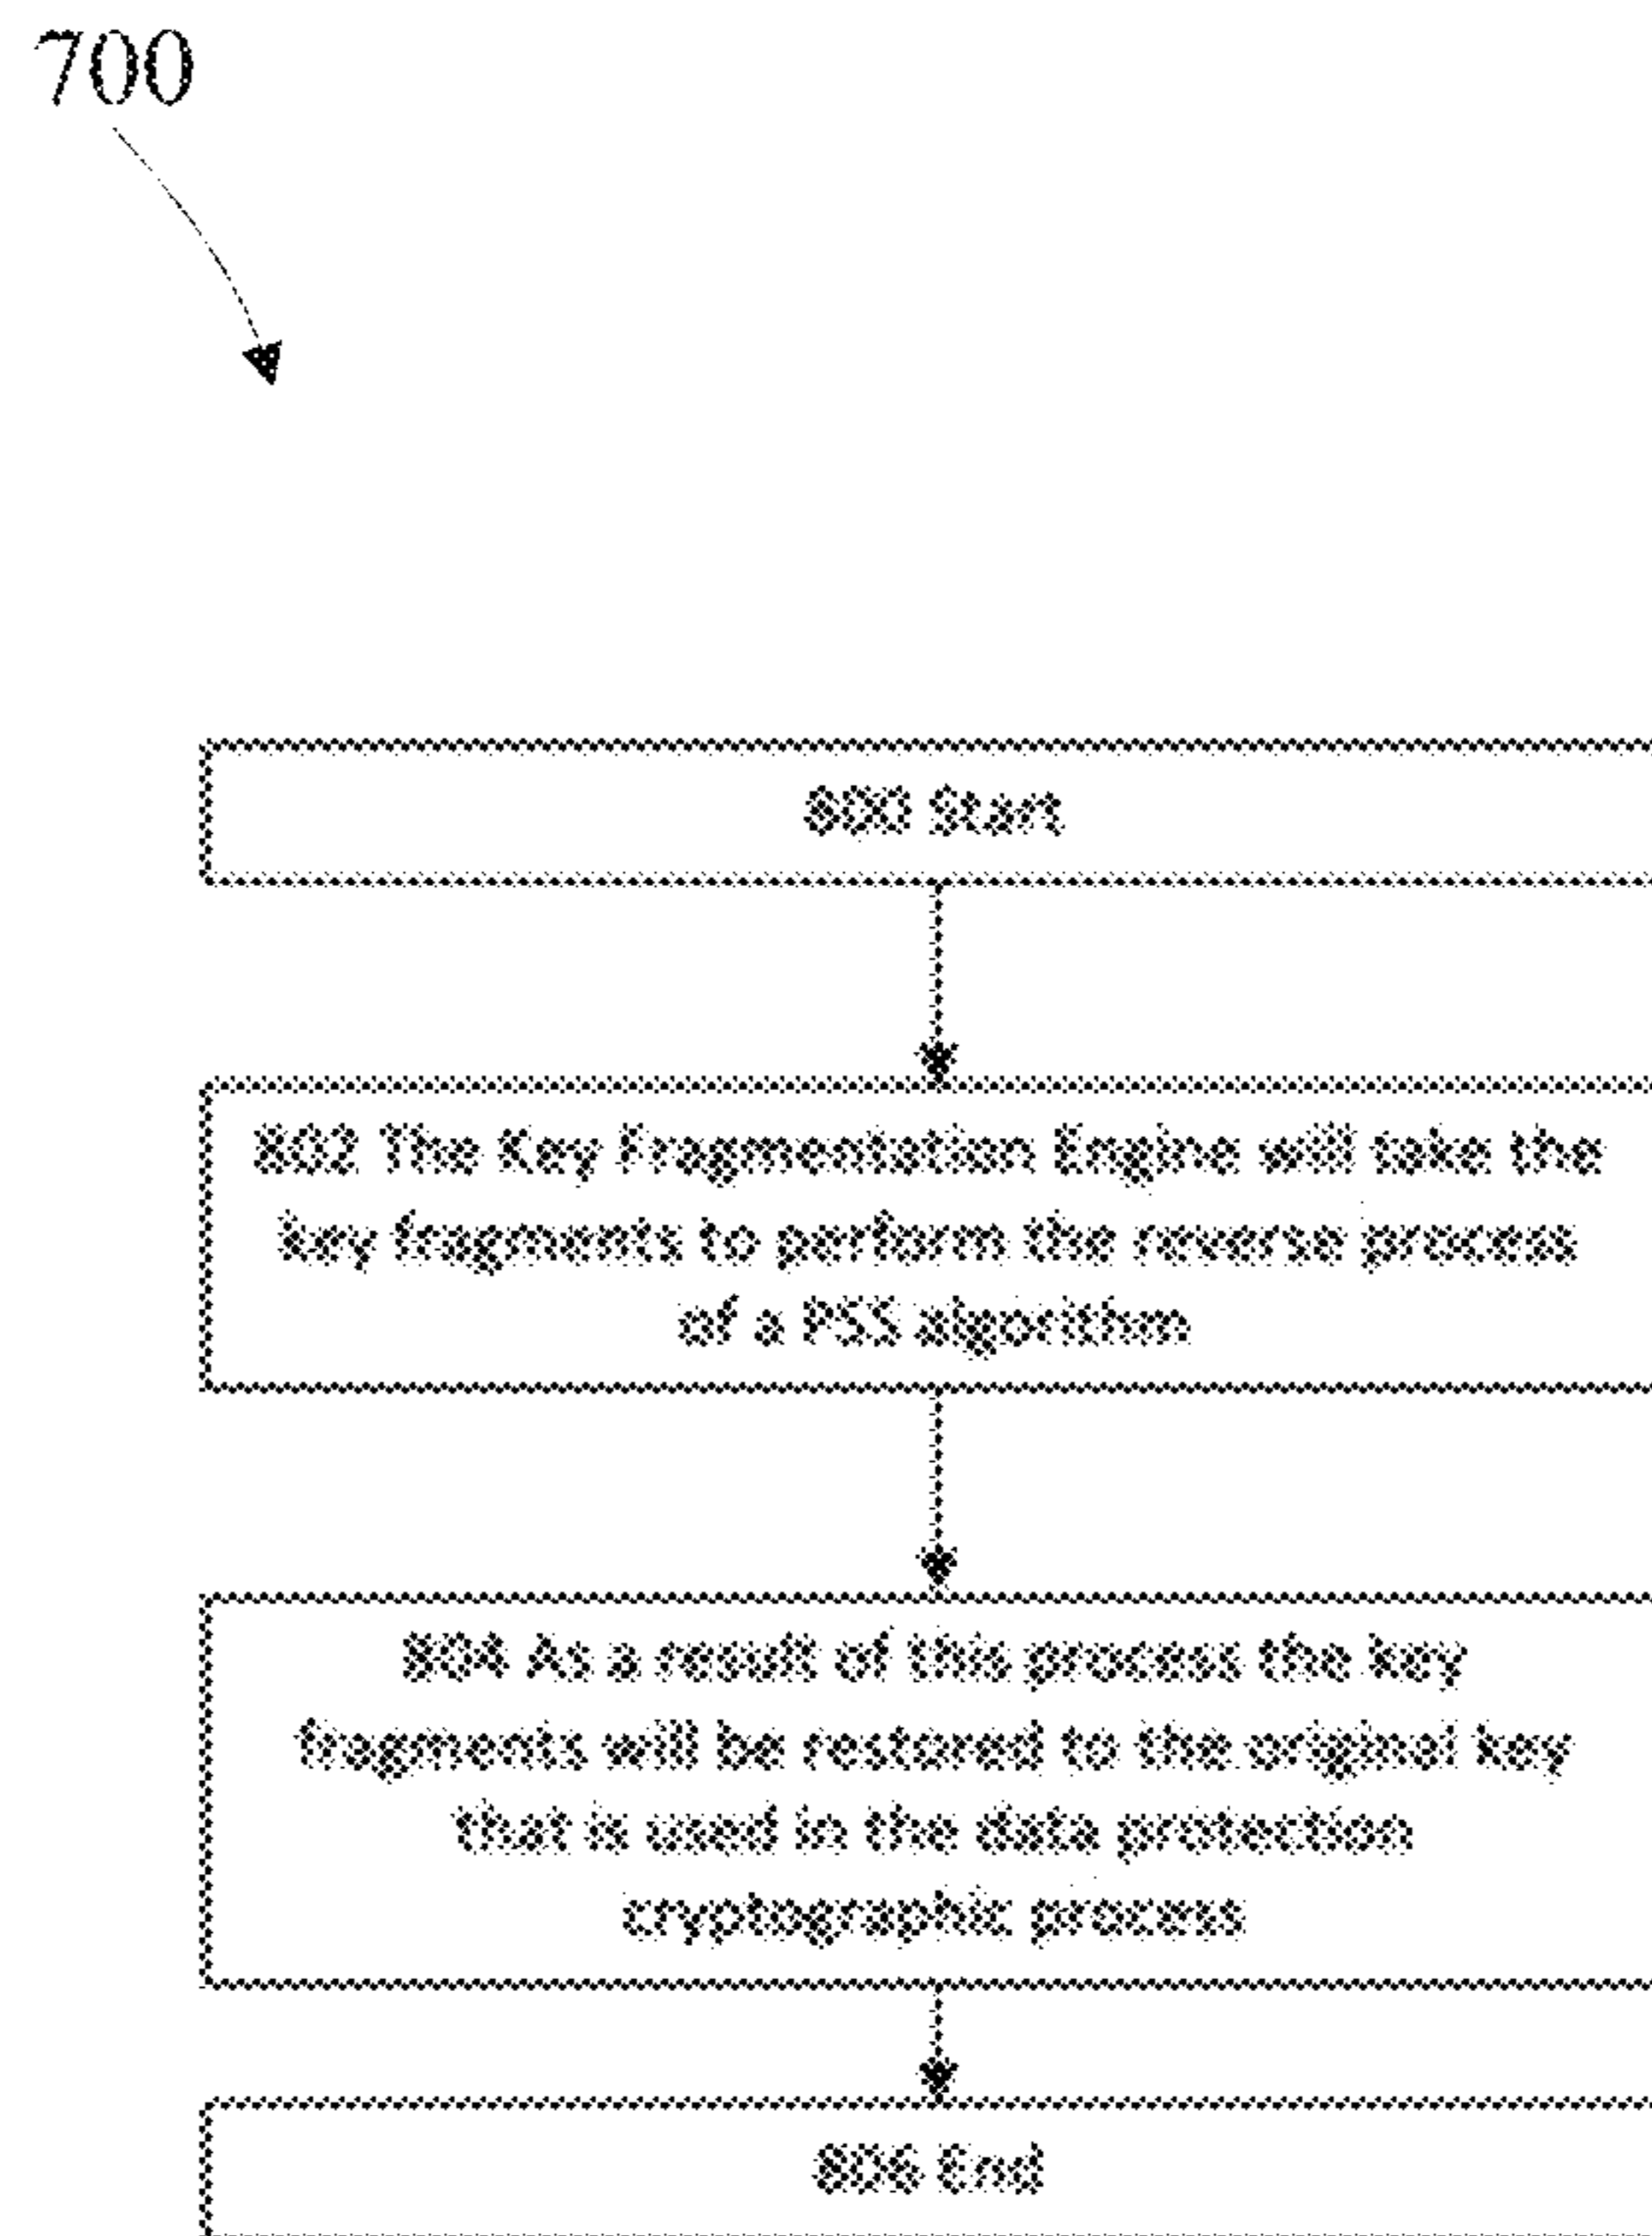 700
800 Start
802 The Key Fragmentation Engine will take the
key fragments to perform the reverse process
of a PSS algorithm
804 As a result of this process the key
fragments will be restored to the original key
that is used in the data protection
cryptographic process
806 End